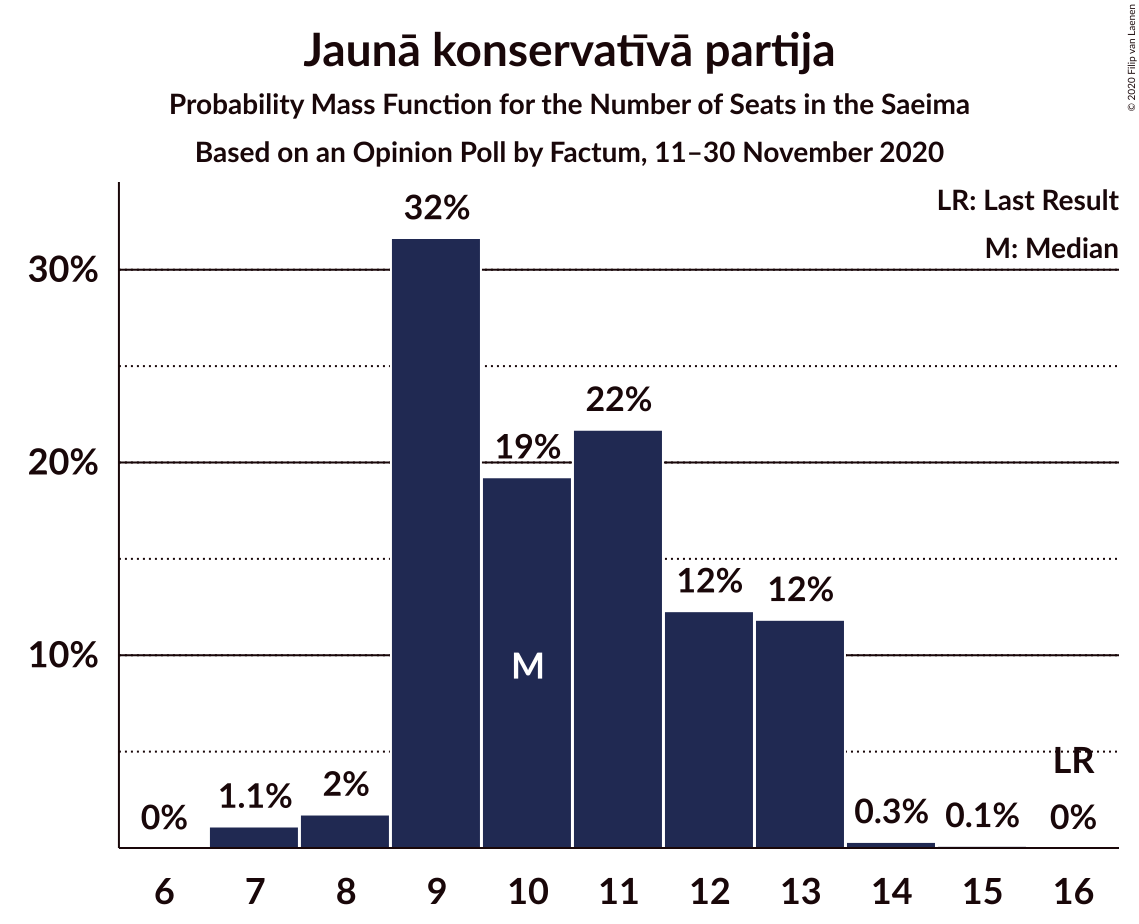 Jaunā konservatīvā partija
Probability Mass Function for the Number of Seats in the Saeima
Based on an Opinion Poll by Factum, 11–30 November 2020
© 2020 Filip van Laenen
LR: Last Result
M: Median
30%
20%
10%
0%
1.1%
2%
32%
19%
22%
12%
12%
0.3%
0.1%
0%
M
LR
6 7 8 9 10 11 12 13 14 15 16